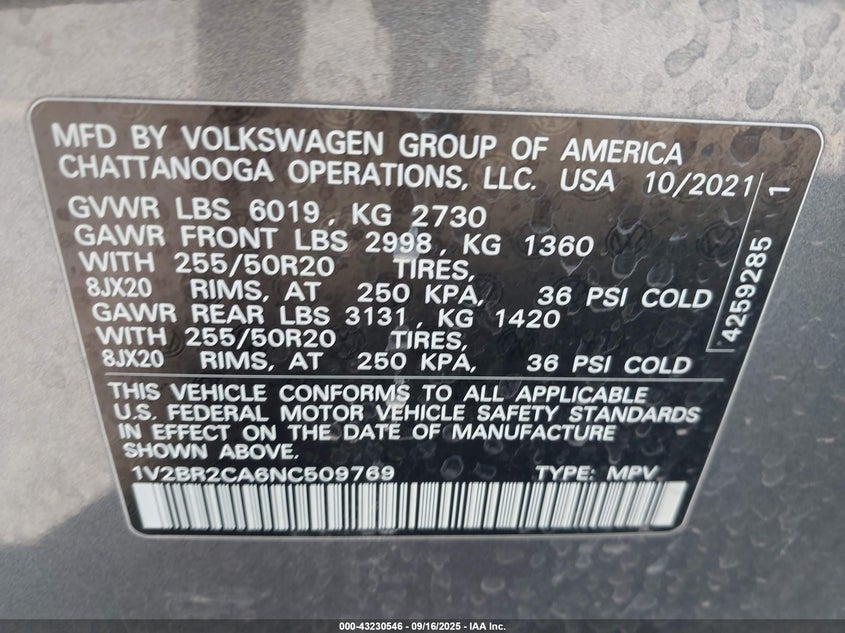 MFD BY VOLKSWAGEN GROUP OF AMERICA
CHATTANOOGA OPERATIONS, LLC. USA 10/2021
GVWR LBS 6019, KG 2730
GAWR FRONT LBS 2998, KG 1360
WITH 255/50R20 TIRES,
8JX20 RIMS, AT 250 KPA, 36 PSI COLD
GAWR REAR LBS 3131, KG 1420
WITH 255/50R20 TIRES,
8JX20 RIMS, AT 250 KPA, 36 PSI COLD
THIS VEHICLE CONFORMS TO ALL APPLICABLE
U.S. FEDERAL MOTOR VEHICLE SAFETY STANDARDS
IN EFFECT ON THE DATE OF MANUFACTURE
SHOWN ABOVE.
1V2BR2CA6NC509769 TYPE: MPV
4259285 1
000-43230546 - 09/16/2025 - IAA Inc.